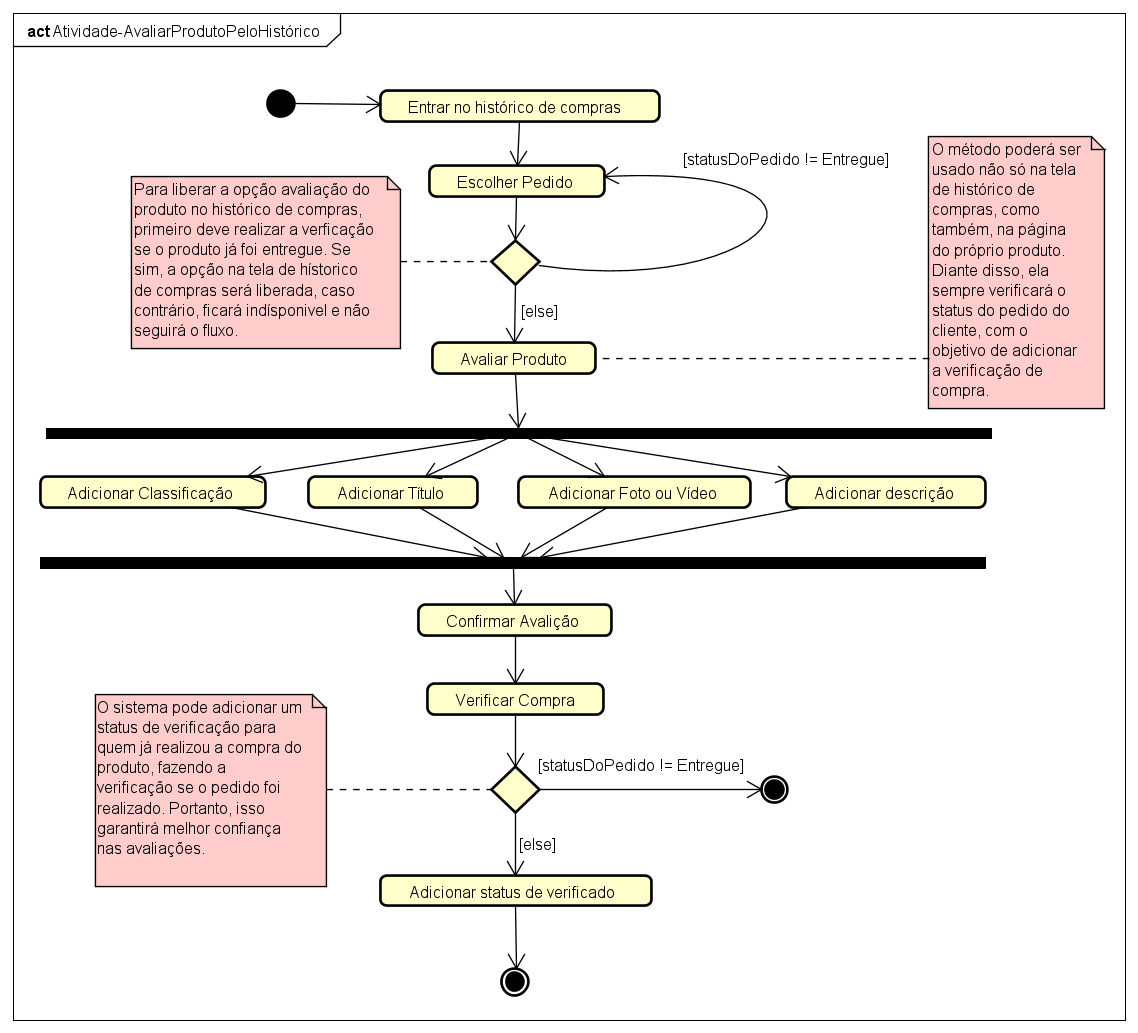 act Atividade-AvaliarProdutoPeloHistórico
Entrar no histórico de compras
[statusDoPedido != Entregue]
Escolher Pedido
Para liberar a opção avaliação do
produto no histórico de compras,
primeiro deve realizar a verficação
se o produto já foi entregue. Se
sim, a opção na tela de hístorico
de compras será liberada, caso
contrário, ficará indísponivel e não
seguirá o fluxo.
O método poderá ser
usado não só na tela
de histórico de
compras, como
também, na página
do próprio produto.
Diante disso, ela
sempre verificará o
status do pedido do
cliente, com o
objetivo de adicionar
a verificação de
compra.
[else]
Avaliar Produto
Adicionar Classificação
Adicionar Título
Adicionar Foto ou Vídeo
Adicionar descrição
Confirmar Avalição
Verificar Compra
O sistema pode adicionar um
status de verificação para
quem já realizou a compra do
produto, fazendo a
verificação se o pedido foi
realizado. Portanto, isso
garantirá melhor confiança
nas avaliações.
[statusDoPedido != Entregue]
[else]
Adicionar status de verificado